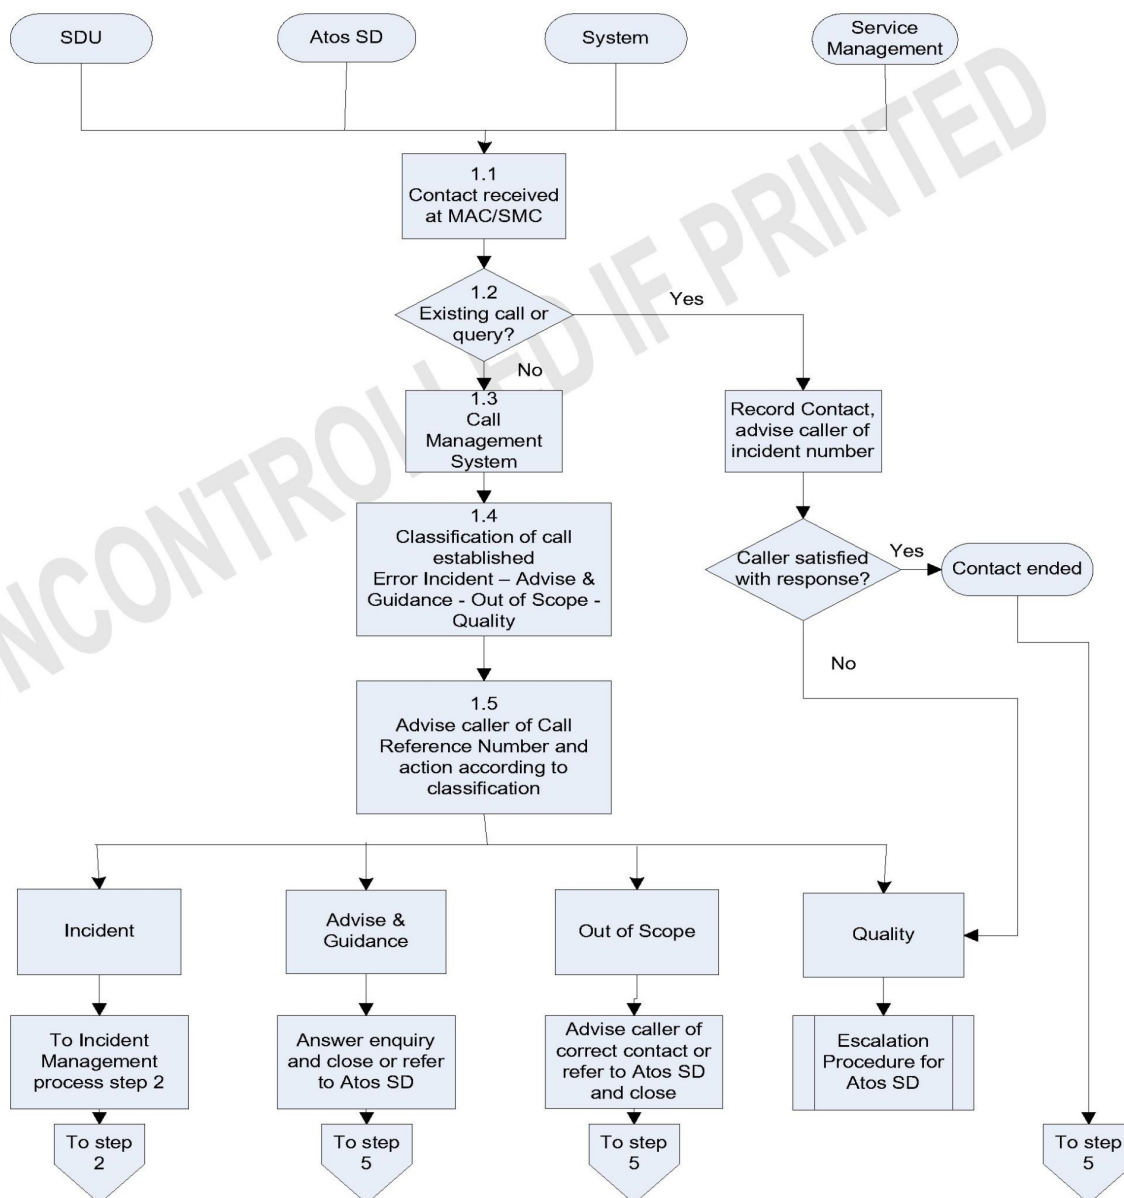 SDU
Atos SD
System
Service
Management
1.1
Contact received
at MAC/SMC
1.2
Existing call or
query?
Yes
No
1.3
Call
Management
System
Record Contact,
advise caller of
incident number
1.4
Classification of call
established
Error Incident – Advise &
Guidance - Out of Scope -
Quality
Caller satisfied
with response?
Yes
Contact ended
No
1.5
Advise caller of Call
Reference Number and
action according to
classification
Incident
Advise &
Guidance
Out of Scope
Quality
To Incident
Management
process step 2
Answer enquiry
and close or refer
to Atos SD
Advise caller of
correct contact or
refer to Atos SD
and close
Escalation
Procedure for
Atos SD
To step
2
To step
5
To step
5
To step
5
UNCONTROLLED IF PRINTED